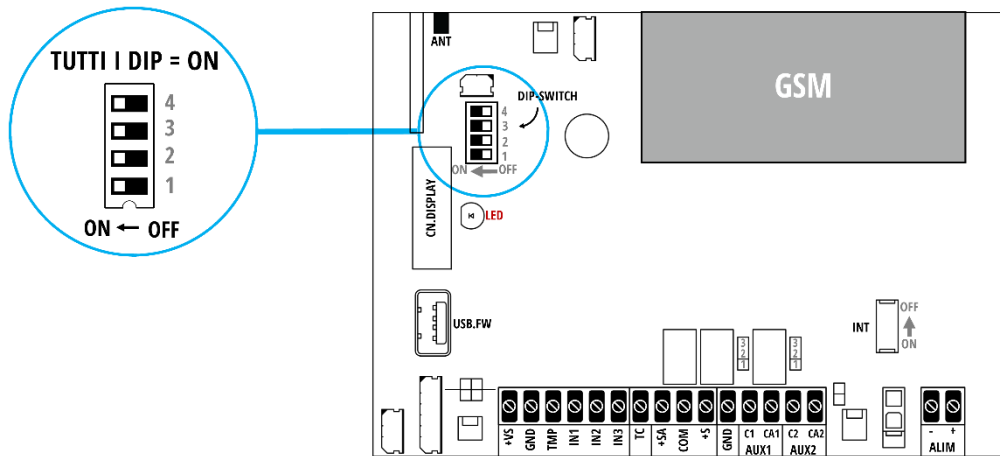 TUTTI I DIP = ON
4
3
2
1
ON ← OFF
ANT
DIP-SWITCH
4
3
2
1
ON ← OFF
GSM
CN.DISPLAY
LED
USB.FW
INT
OFF
ON
3
2
1
3
2
1
+VS GND TMP IN1 IN2 IN3 TC +SA COM +S GND C1 CA1 C2 CA2
AUX1 AUX2
- +
ALIM